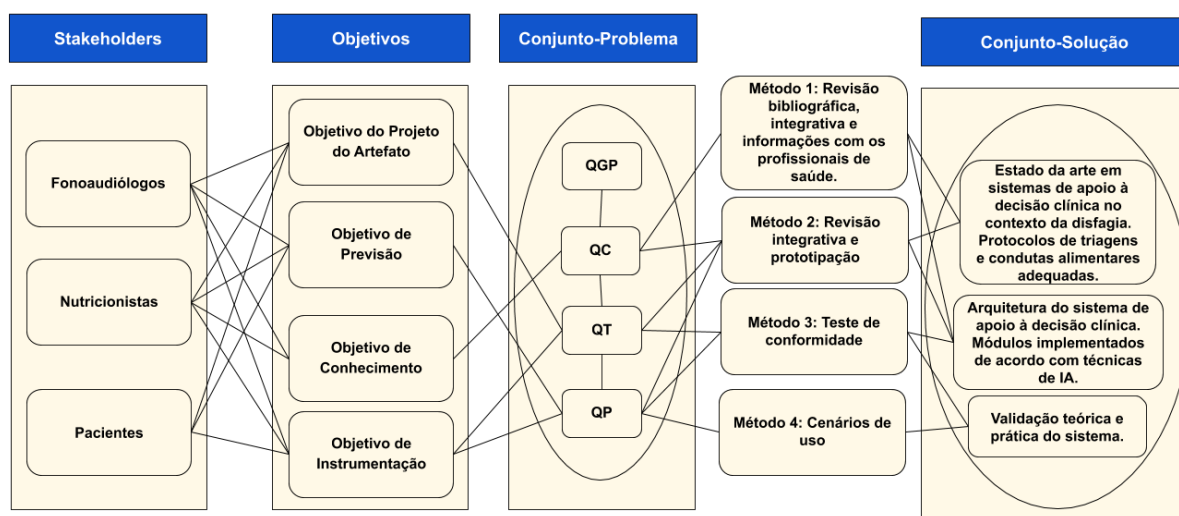 Stakeholders
Objetivos
Conjunto-Problema
Conjunto-Solução
Fonoaudiólogos
Nutricionistas
Pacientes
Objetivo do Projeto
do Artefato
Objetivo de
Previsão
Objetivo de
Conhecimento
Objetivo de
Instrumentação
QGP
QC
QT
QP
Método 1: Revisão
bibliográfica,
integrativa e
informações com os
profissionais de
saúde.
Método 2: Revisão
integrativa e
prototipação
Método 3: Teste de
conformidade
Método 4: Cenários de
uso
Estado da arte em
sistemas de apoio à
decisão clínica no
contexto da disfagia.
Protocolos de triagens
e condutas alimentares
adequadas.
Arquitetura do sistema de
apoio à decisão clínica.
Módulos implementados
de acordo com técnicas
de IA.
Validação teórica e
prática do sistema.